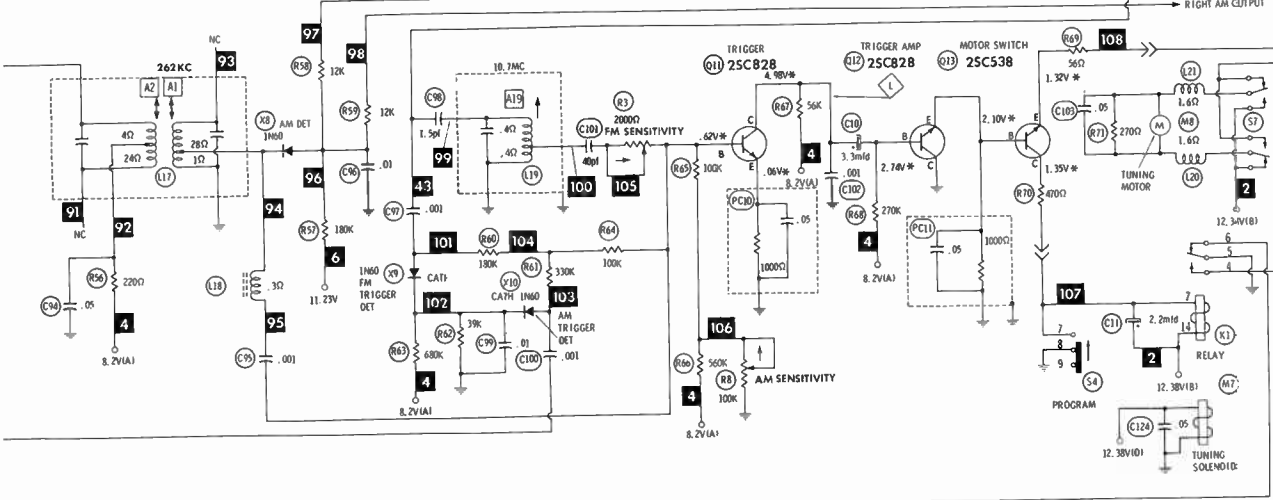 RIGHT AM OUTPUT
97
R58
12K
98
R59
12K
NC
93
262KC
A2
A1
4Ω
24Ω
28Ω
1Ω
L17
X8
AM DET
1N60
C96
.01
96
R57
180K
6
11.23V
91
NC
92
R56
220Ω
C94
.05
4
8.2V(A)
94
L18
.3Ω
95
C95
.001
10.7MC
C98
1.5pf
99
A19
.4Ω
.4Ω
L19
C101
40pf
100
R3
2000Ω
FM SENSITIVITY
105
43
C97
.001
101
R60
180K
104
R64
100K
1N60
FM
TRIGGER
DET
X9
CATH
102
R61
330K
X10
CATH 1N60
103
AM
TRIGGER
DET
R62
39K
C99
.01
C100
.001
R63
680K
4
8.2V(A)
TRIGGER
Q11 2SC828
4.98V*
.62V*
B
C
E
.06V*
R65
100K
R67
56K
4
8.2V(A)
PC10
.05
1000Ω
106
R66
560K
R8
100K
AM SENSITIVITY
4
8.2V(A)
TRIGGER AMP
Q12 2SC828
L
C10
3.3mfd
C102
.001
2.74V*
B
E
C
R68
270K
4
8.2V(A)
PC11
.05
1000Ω
MOTOR SWITCH
Q13 2SC538
2.10V*
B
E
C
1.32V*
1.35V*
R69
56Ω
108
R70
470Ω
C103
.05
R71
270Ω
M
M8
L21
1.6Ω
1.6Ω
L20
TUNING
MOTOR
S7
2
12.34V(B)
6
5
4
107
7
8
9
S4
PROGRAM
C11
2.2mfd
2
12.38V(B)
7
14
K1
RELAY
M7
C124
.05
12.38V(D)
TUNING
SOLENOID